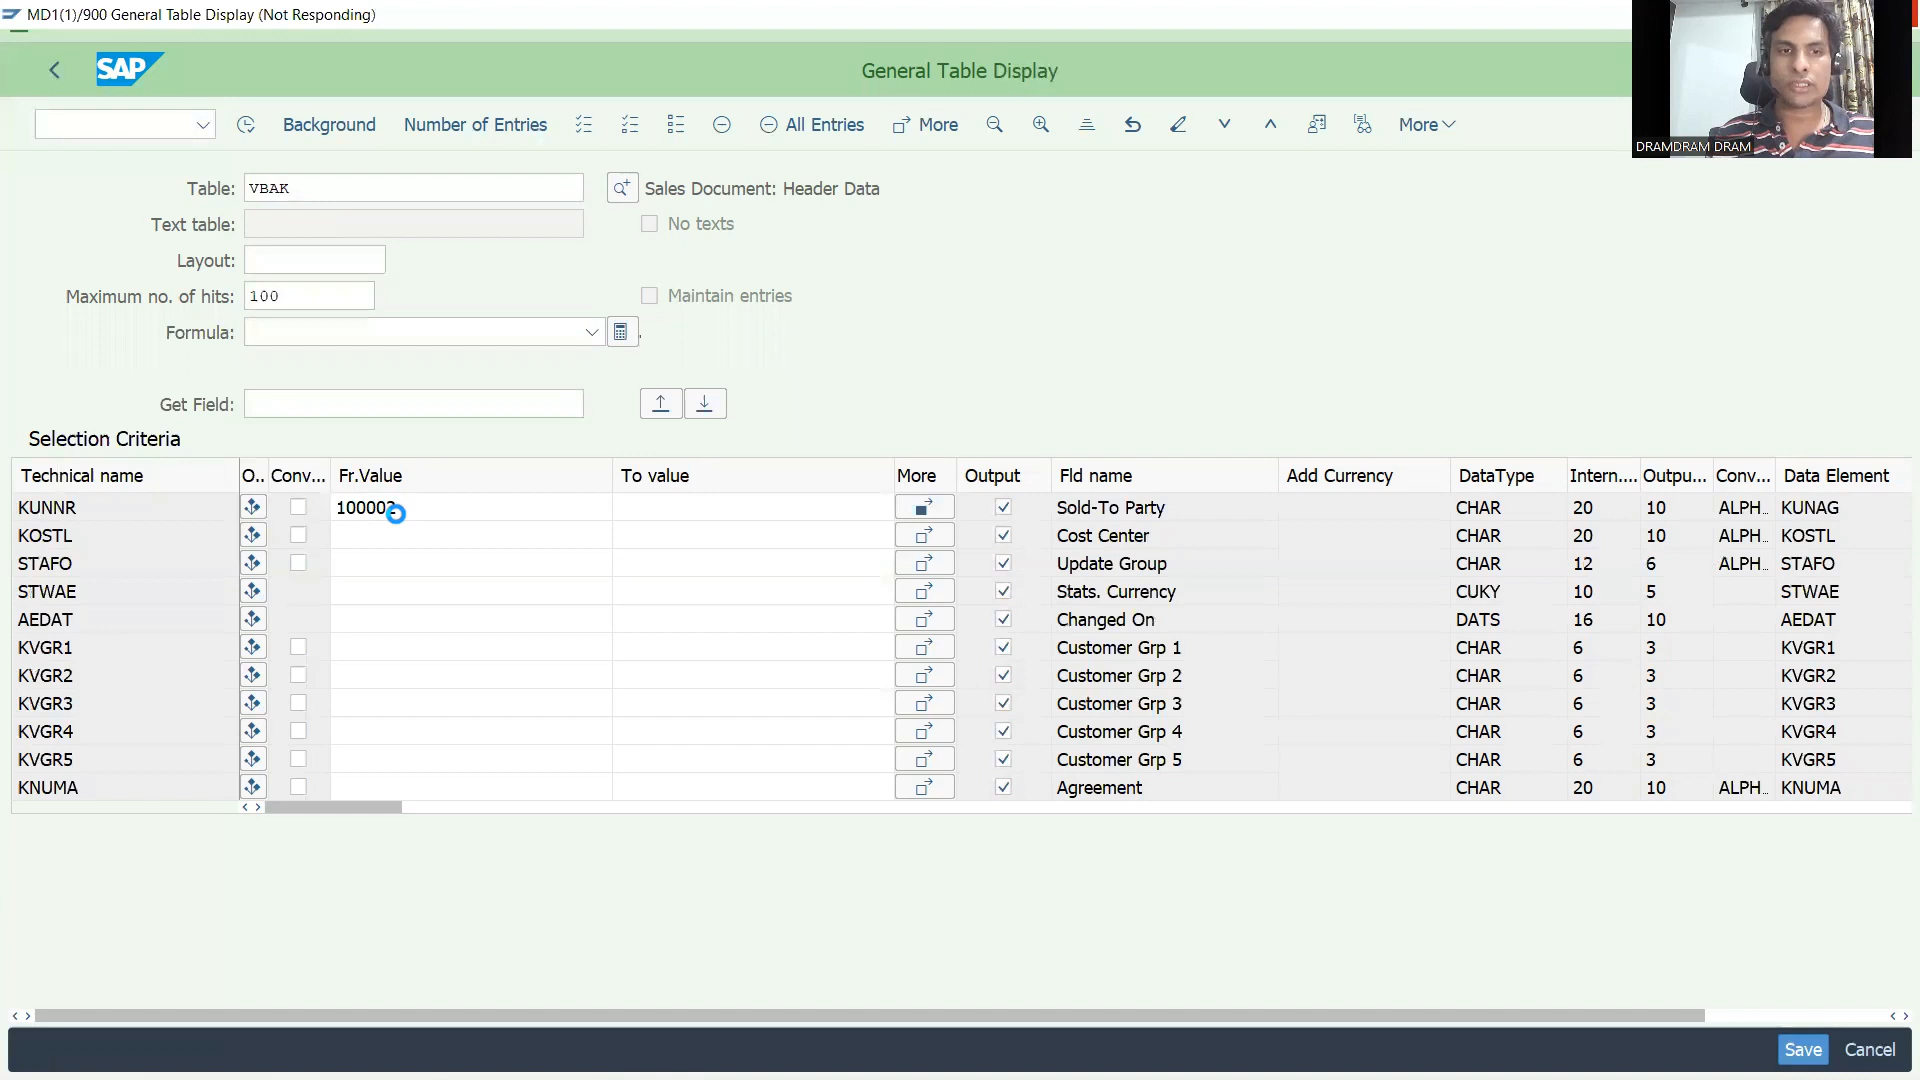 MD1(1)/900 General Table Display (Not Responding)
SAP
General Table Display
DRAMDRAM DRAM
Background
Number of Entries
All Entries
More
More
Table: VBAK
Sales Document: Header Data
Text table:
No texts
Layout:
Maximum no. of hits: 100
Maintain entries
Formula:
Get Field:
Selection Criteria
Technical name O.. Conv... Fr.Value To value More Output Fld name Add Currency DataType Intern.... Outpu... Conv... Data Element
KUNNR Sold-To Party CHAR 20 10 ALPH.. KUNAG
KOSTL Cost Center CHAR 20 10 ALPH.. KOSTL
STAFO Update Group CHAR 12 6 ALPH.. STAFO
STWAE Stats. Currency CUKY 10 5 STWAE
AEDAT Changed On DATS 16 10 AEDAT
KVGR1 Customer Grp 1 CHAR 6 3 KVGR1
KVGR2 Customer Grp 2 CHAR 6 3 KVGR2
KVGR3 Customer Grp 3 CHAR 6 3 KVGR3
KVGR4 Customer Grp 4 CHAR 6 3 KVGR4
KVGR5 Customer Grp 5 CHAR 6 3 KVGR5
KNUMA Agreement CHAR 20 10 ALPH.. KNUMA
Save Cancel